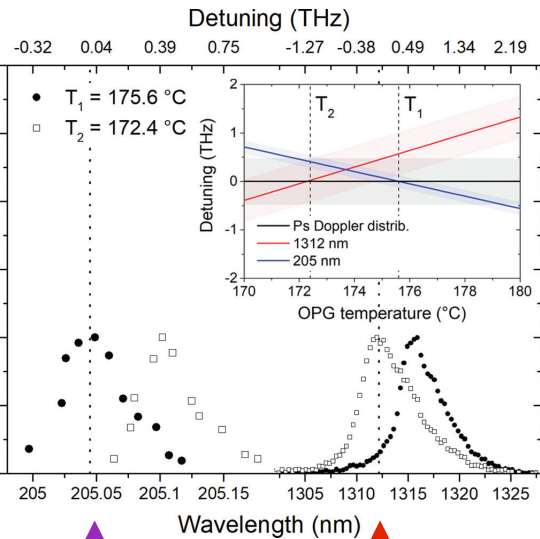 Detuning (THz)
-0.32 0.04 0.39 0.75 -1.27 -0.38 0.49 1.34 2.19
T1 = 175.6 °C
T2 = 172.4 °C
2
1
0
-1
-2
Detuning (THz)
T2 T1
Ps Doppler distrib.
1312 nm
205 nm
170 172 174 176 178 180
OPG temperature (°C)
205 205.05 205.1 205.15 1305 1310 1315 1320 1325
Wavelength (nm)